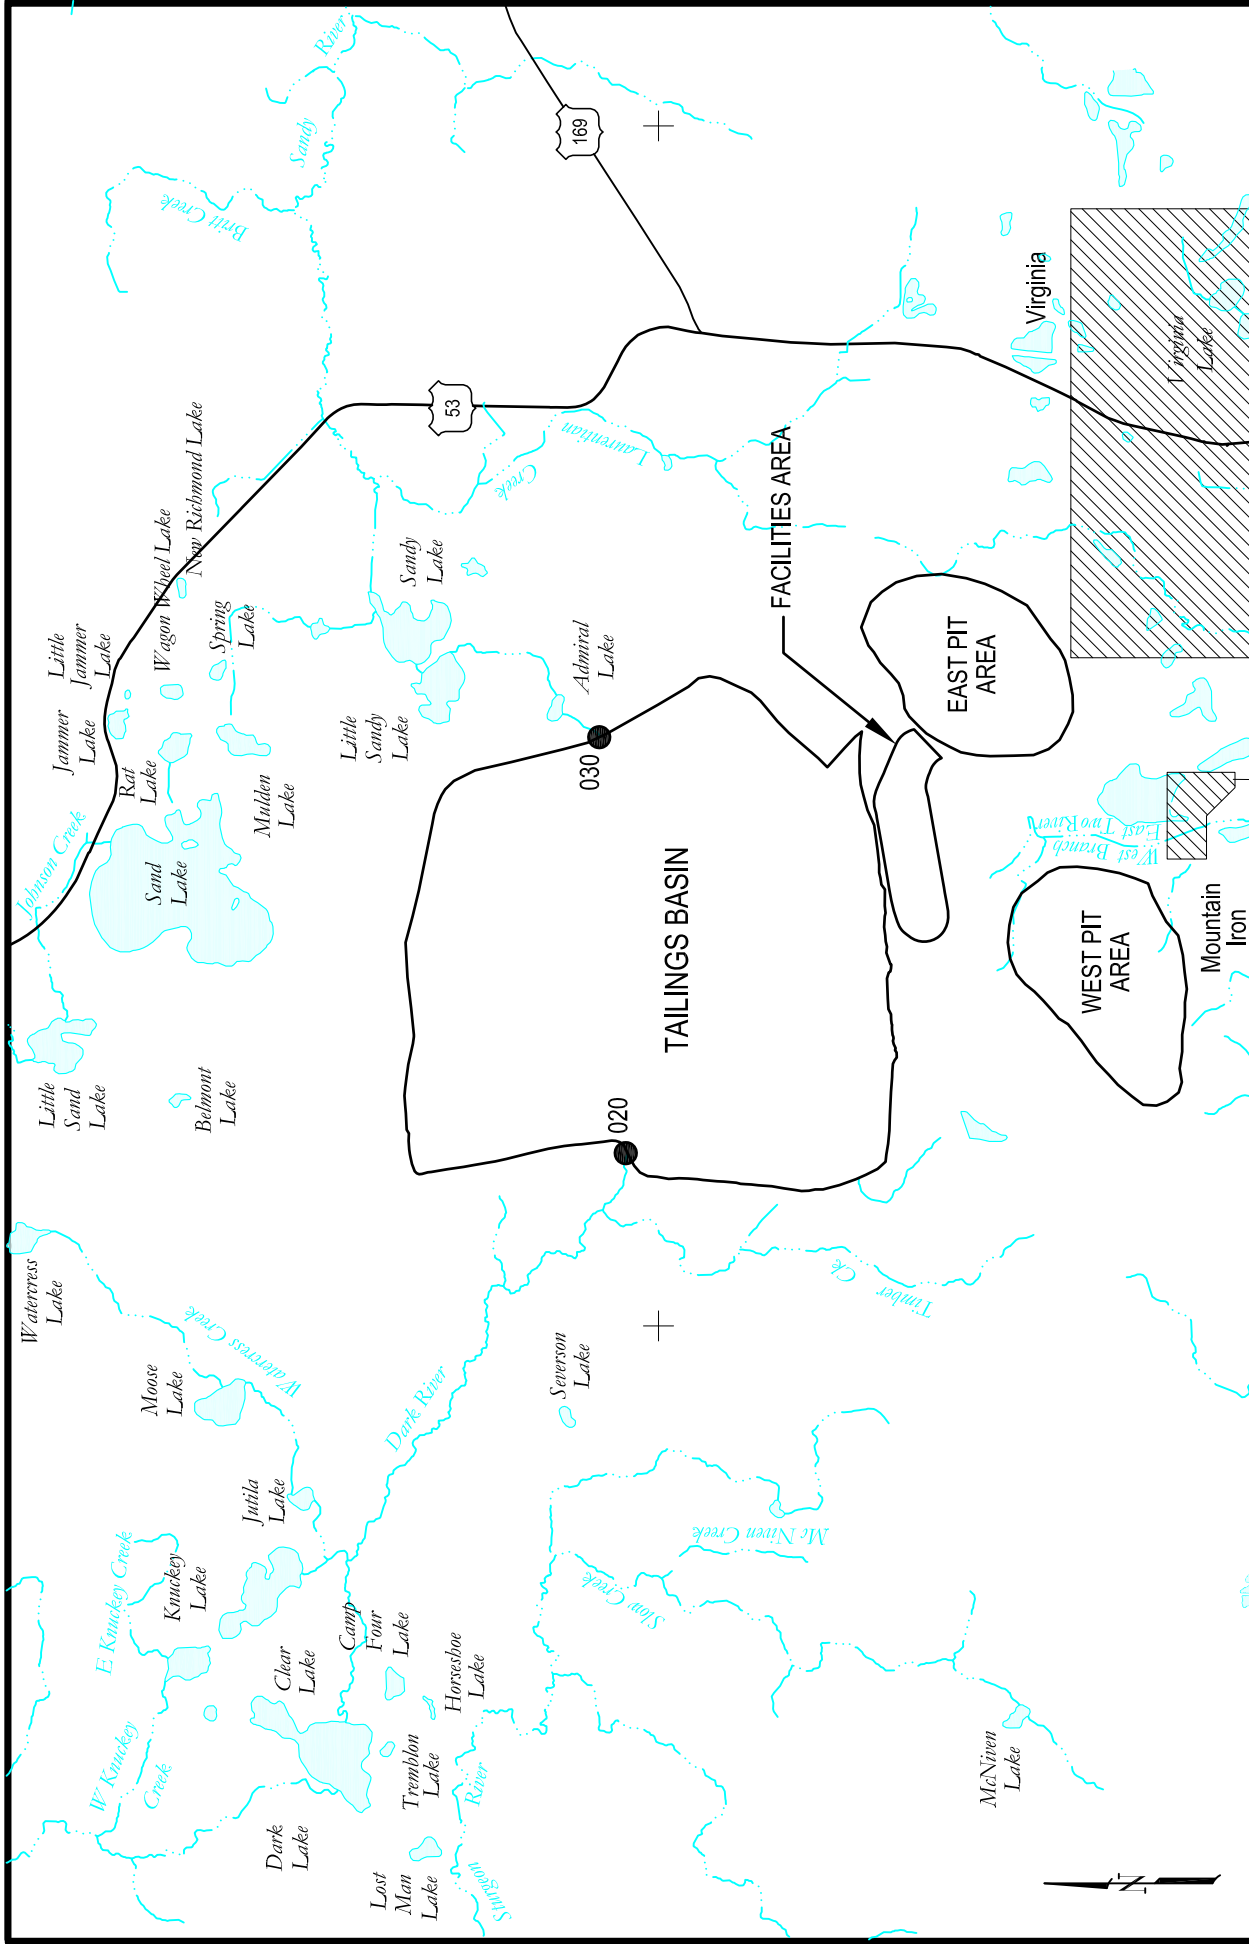 Little
Sand
Lake
Johnson Creek
Jammer
Lake
Little
Jammer
Lake
Wagon Wheel Lake
New Richmond Lake
Rat
Lake
Spring
Lake
Sand
Lake
Mulden
Lake
Belmont
Lake
Watercress
Lake
Watercress Creek
Moose
Lake
Jutila
Lake
E Knuckey Creek
Knuckey
Lake
W Knuckey
Creek
Clear
Lake
Camp
Four
Lake
Dark
Lake
Tremblon
Lake
Horseshoe
Lake
Lost
Man
Lake
Sturgeon
River
Dark River
Severson
Lake
Britt Creek
Sandy
River
53
169
Sandy
Lake
Little
Sandy
Lake
Admiral
Lake
Laurentian
Creek
030
020
TAILINGS BASIN
FACILITIES AREA
EAST PIT
AREA
WEST PIT
AREA
Timber
Ck
Mc Niven Creek
Stow Creek
McNiven
Lake
West Branch
East Two River
Mountain
Iron
Virginia
Virginia
Lake
N